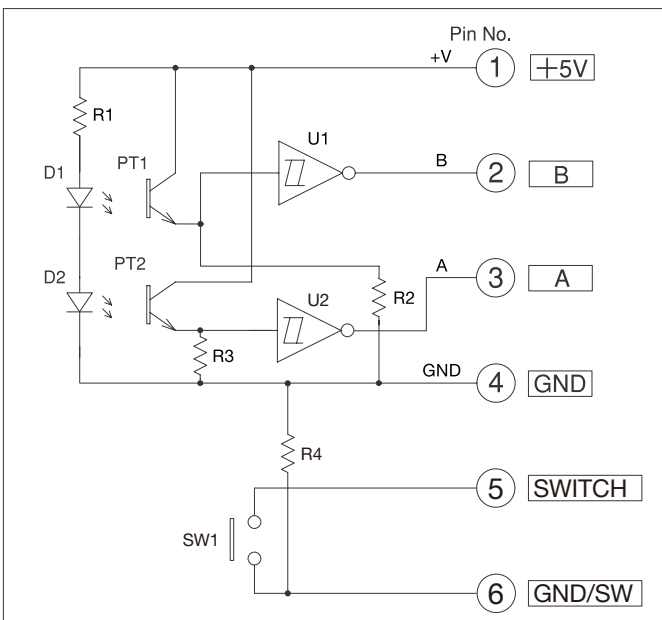 Pin No.
+V 1 +5V
R1
U1
D1 PT1
B 2 B
D2 PT2
A 3 A
U2 R2
R3
GND 4 GND
R4
5 SWITCH
SW1
6 GND/SW